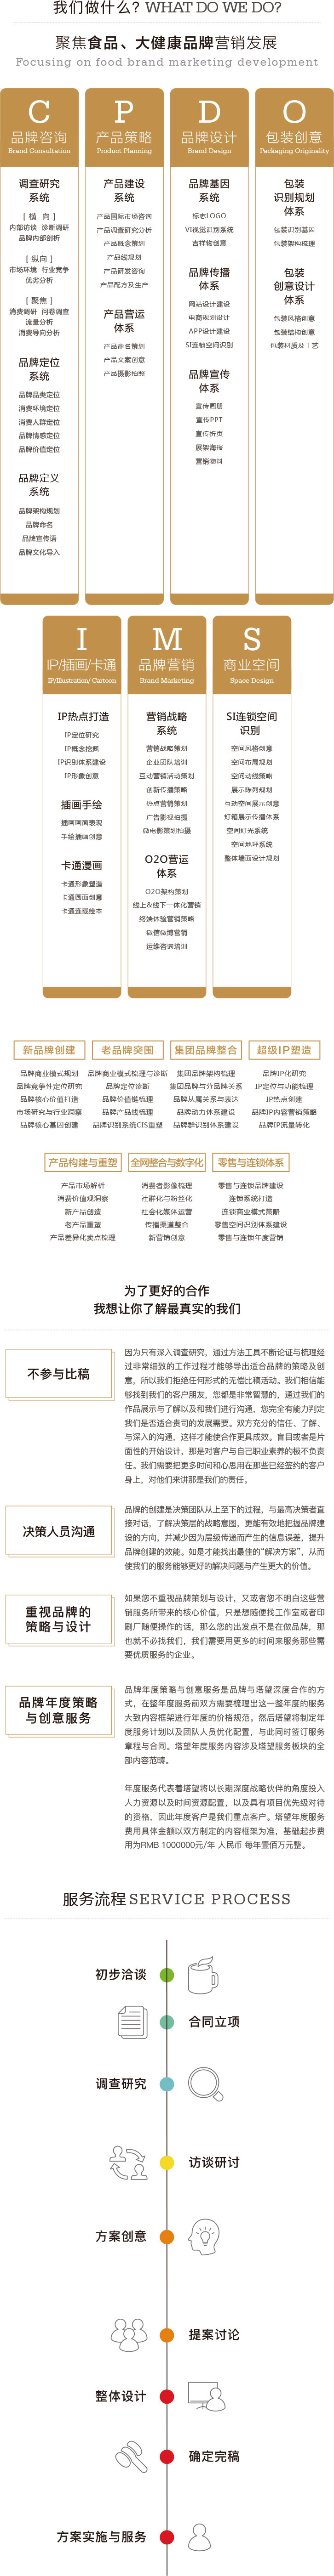 我们做什么? WHAT DO WE DO?
聚焦食品、大健康品牌营销发展
Focusing on food brand marketing development
C
品牌咨询
Brand Consultation
调查研究
系统
[ 横 向 ]
内部访谈 诊断调研
品牌内部剖析
[ 纵向 ]
市场环境 行业竞争
优劣分析
[ 聚焦 ]
消费调研 问卷调查
流量分析
消费导向分析
品牌定位
系统
品牌品类定位
消费环境定位
消费人群定位
品牌情感定位
品牌价值定位
品牌定义
系统
品牌架构规划
品牌命名
品牌宣传语
品牌文化导入
P
产品策略
Product Planning
产品建设
系统
产品国际市场咨询
产品调查研究分析
产品概念策划
产品线规划
产品研发咨询
产品配方及生产
产品营运
体系
产品命名策划
产品文案创意
产品摄影拍照
D
品牌设计
Brand Design
品牌基因
系统
标志LOGO
VI视觉识别系统
吉祥物创意
品牌传播
体系
网站设计建设
电商规划设计
APP设计建设
SI连锁空间识别
品牌宣传
体系
宣传画册
宣传PPT
宣传折页
展架海报
营销物料
O
包装创意
Packaging Originality
包装
识别规划
体系
包装识别基因
包装架构梳理
包装
创意设计
体系
包装风格创意
包装结构创意
包装材质及工艺
I
IP/插画/卡通
IP/Illustration/ Cartoon
IP热点打造
IP定位研究
IP概念挖掘
IP识别体系建设
IP形象创意
插画手绘
插画画面表现
手绘插画创意
卡通漫画
卡通形象塑造
卡通画面创意
卡通连载绘本
M
品牌营销
Brand Marketing
营销战略
系统
营销战略策划
企业团队培训
互动营销活动策划
创新传播策略
热点营销策划
广告影视拍摄
微电影策划拍摄
O2O营运
体系
O2O架构策划
线上&线下一体化营销
终端体验营销策略
微信微博营销
运维咨询培训
S
商业空间
Space Design
SI连锁空间
识别
空间风格创意
空间布局规划
空间动线策略
展示陈列规划
互动空间展示创意
灯箱展示传播体系
空间灯光系统
空间地坪系统
整体墙面设计规划
新品牌创建
品牌商业模式规划
品牌竞争性定位研究
品牌核心价值打造
市场研究与行业洞察
品牌核心基因创建
老品牌突围
品牌商业模式梳理与诊断
品牌定位诊断
品牌价值链梳理
品牌产品线梳理
品牌识别系统CIS重塑
集团品牌整合
集团品牌架构梳理
集团品牌与分品牌关系
品牌从属关系与表达
品牌动力体系建设
品牌群识别体系建设
超级IP塑造
品牌IP化研究
IP定位与功能梳理
IP热点创建
品牌IP内容营销策略
品牌IP流量转化
产品构建与重塑
产品市场解析
消费价值观洞察
新产品创造
老产品重塑
产品差异化卖点梳理
全网整合与数字化
消费者影像梳理
社群化与粉丝化
社会化媒体运营
传播渠道整合
新营销创意
零售与连锁体系
零售与连锁品牌建设
连锁系统打造
连锁商业模式策略
零售空间识别体系建设
零售与连锁年度营销
为了更好的合作
我想让你了解最真实的我们
不参与比稿
因为只有深入调查研究，通过方法工具不断论证与梳理经
过非常细致的工作过程才能够导出适合品牌的策略及创
意，所以我们拒绝任何形式的无偿比稿活动。我们相信能
够找到我们的客户朋友，您都是非常智慧的，通过我们的
作品展示与了解以及和我们进行沟通，您完全有能力判定
我们是否适合贵司的发展需要。双方充分的信任、了解、
与深入的沟通，这样才能使合作更具成效。盲目或者是片
面性的开始设计，那是对客户与自己职业素养的极不负责
任。我们需要把更多时间和心思用在那些已经签约的客户
身上，对他们来讲那是我们的责任。
决策人员沟通
品牌的创建是决策团队从上至下的过程，与最高决策者直
接对话，了解决策层的战略意图，更能有效地把握品牌建
设的方向，并减少因为层级传递而产生的信息误差，提升
品牌创建的效能。如是才能找出最佳的“解决方案”，从而
使我们的服务能够更好的解决问题与产生更大的价值。
重视品牌的
策略与设计
如果您不重视品牌策划与设计，又或者您不明白这些营
销服务所带来的核心价值，只是想随便找工作室或者印
刷厂随便操作的话，那么您的出发点不是在做品牌，那
也就不必找我们，我们需要用更多的时间来服务那些需
要优质服务的企业。
品牌年度策略
与创意服务
品牌年度策略与创意服务是品牌与塔望深度合作的方
式，在整年度服务前双方需要梳理出这一整年度的服务
大致内容框架进行年度的价格规范。然后塔望将制定年
度服务计划以及团队人员优化配置，与此同时签订服务
章程与合同。塔望年度服务内容涉及塔望服务板块的全
部内容范畴。
年度服务代表着塔望将以长期深度战略伙伴的角度投入
人力资源以及时间资源配置，以及具有项目优先级对待
的资格，因此年度客户是我们重点客户。塔望年度服务
费用具体金额以双方制定的内容框架为准，基础起步费
用为RMB 1000000元/年 人民币 每年壹佰万元整。
服务流程 SERVICE PROCESS
初步洽谈
合同立项
调查研究
访谈研讨
方案创意
提案讨论
整体设计
确定完稿
方案实施与服务